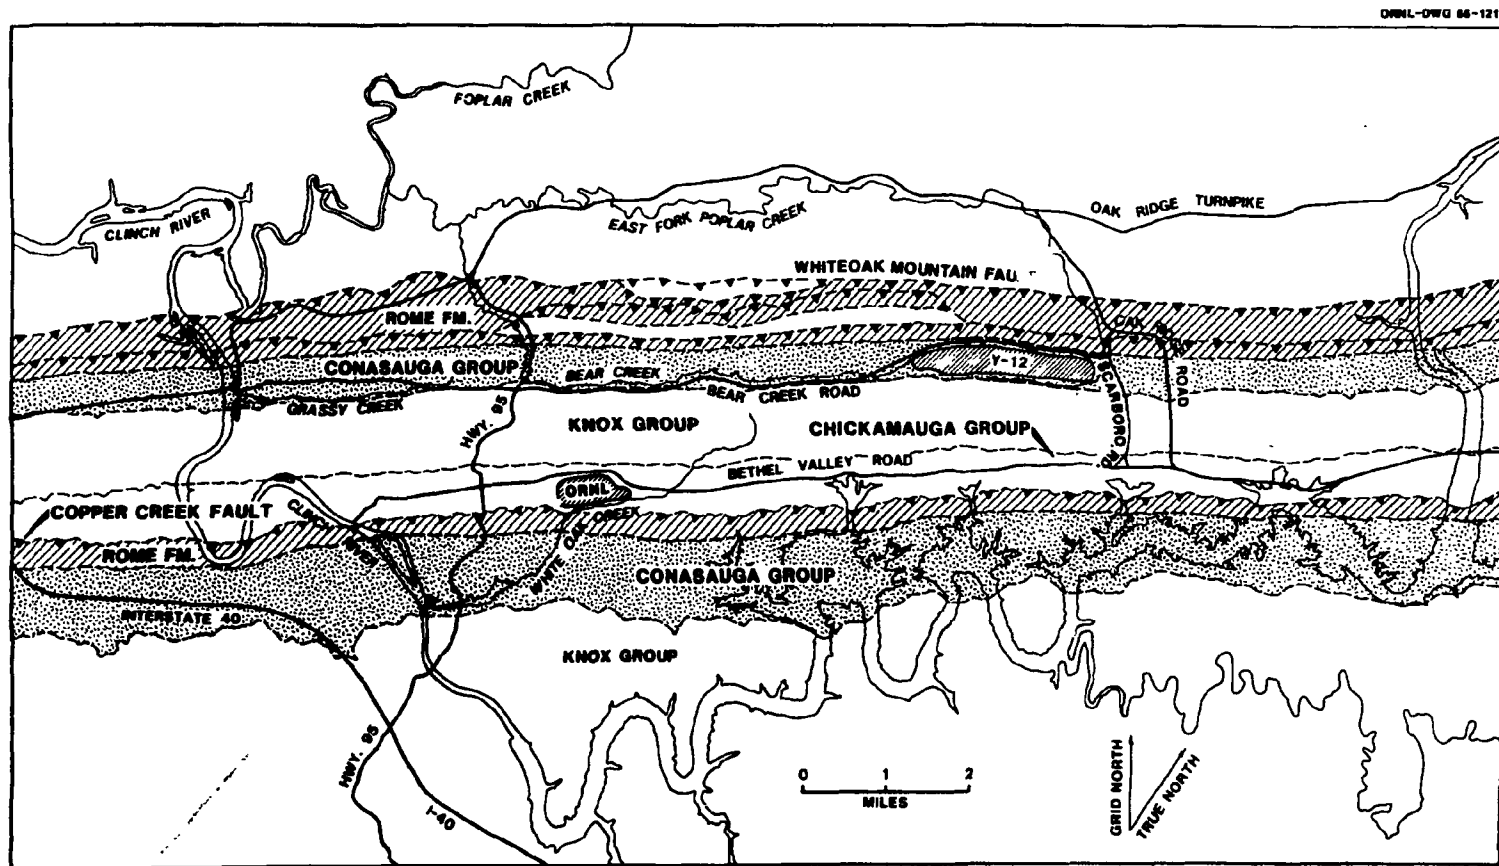 ORNL-DWG 86-121
POPLAR CREEK
CLINCH RIVER
EAST FORK POPLAR CREEK
OAK RIDGE TURNPIKE
WHITEOAK MOUNTAIN FAU
ROME FM.
CONASAUGA GROUP
BEAR CREEK
Y-12
GRASSY CREEK
BEAR CREEK ROAD
HWY. 95
SCARBORO RD
ROAD
KNOX GROUP
CHICKAMAUGA GROUP
BETHEL VALLEY ROAD
ORNL
COPPER CREEK FAULT
CLINCH RIVER
WHITE OAK CREEK
ROME FM.
CONASAUGA GROUP
INTERSTATE 40
KNOX GROUP
HWY. 95
I-40
0 1 2
MILES
GRID NORTH
TRUE NORTH